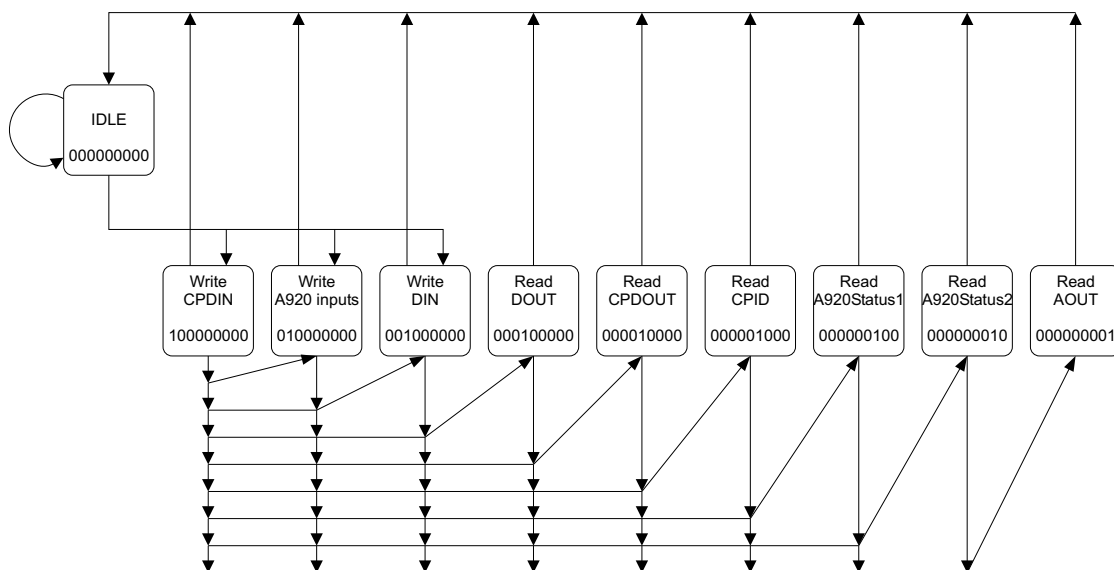 IDLE
000000000
Write
CPDIN
100000000
Write
A920 inputs
010000000
Write
DIN
001000000
Read
DOUT
000100000
Read
CPDOUT
000010000
Read
CPID
000001000
Read
A920Status1
000000100
Read
A920Status2
000000010
Read
AOUT
000000001